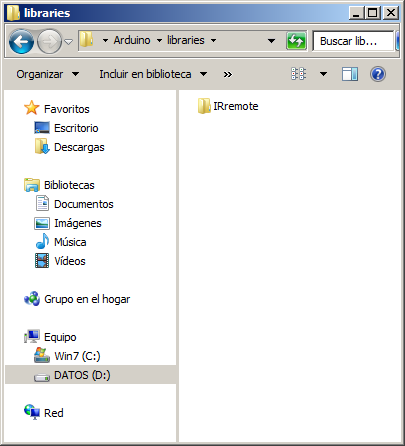 libraries
Arduino libraries
Buscar lib...
Organizar Incluir en biblioteca »
Favoritos
Escritorio
Descargas
Bibliotecas
Documentos
Imágenes
Música
Vídeos
Grupo en el hogar
Equipo
Win7 (C:)
DATOS (D:)
Red
IRremote